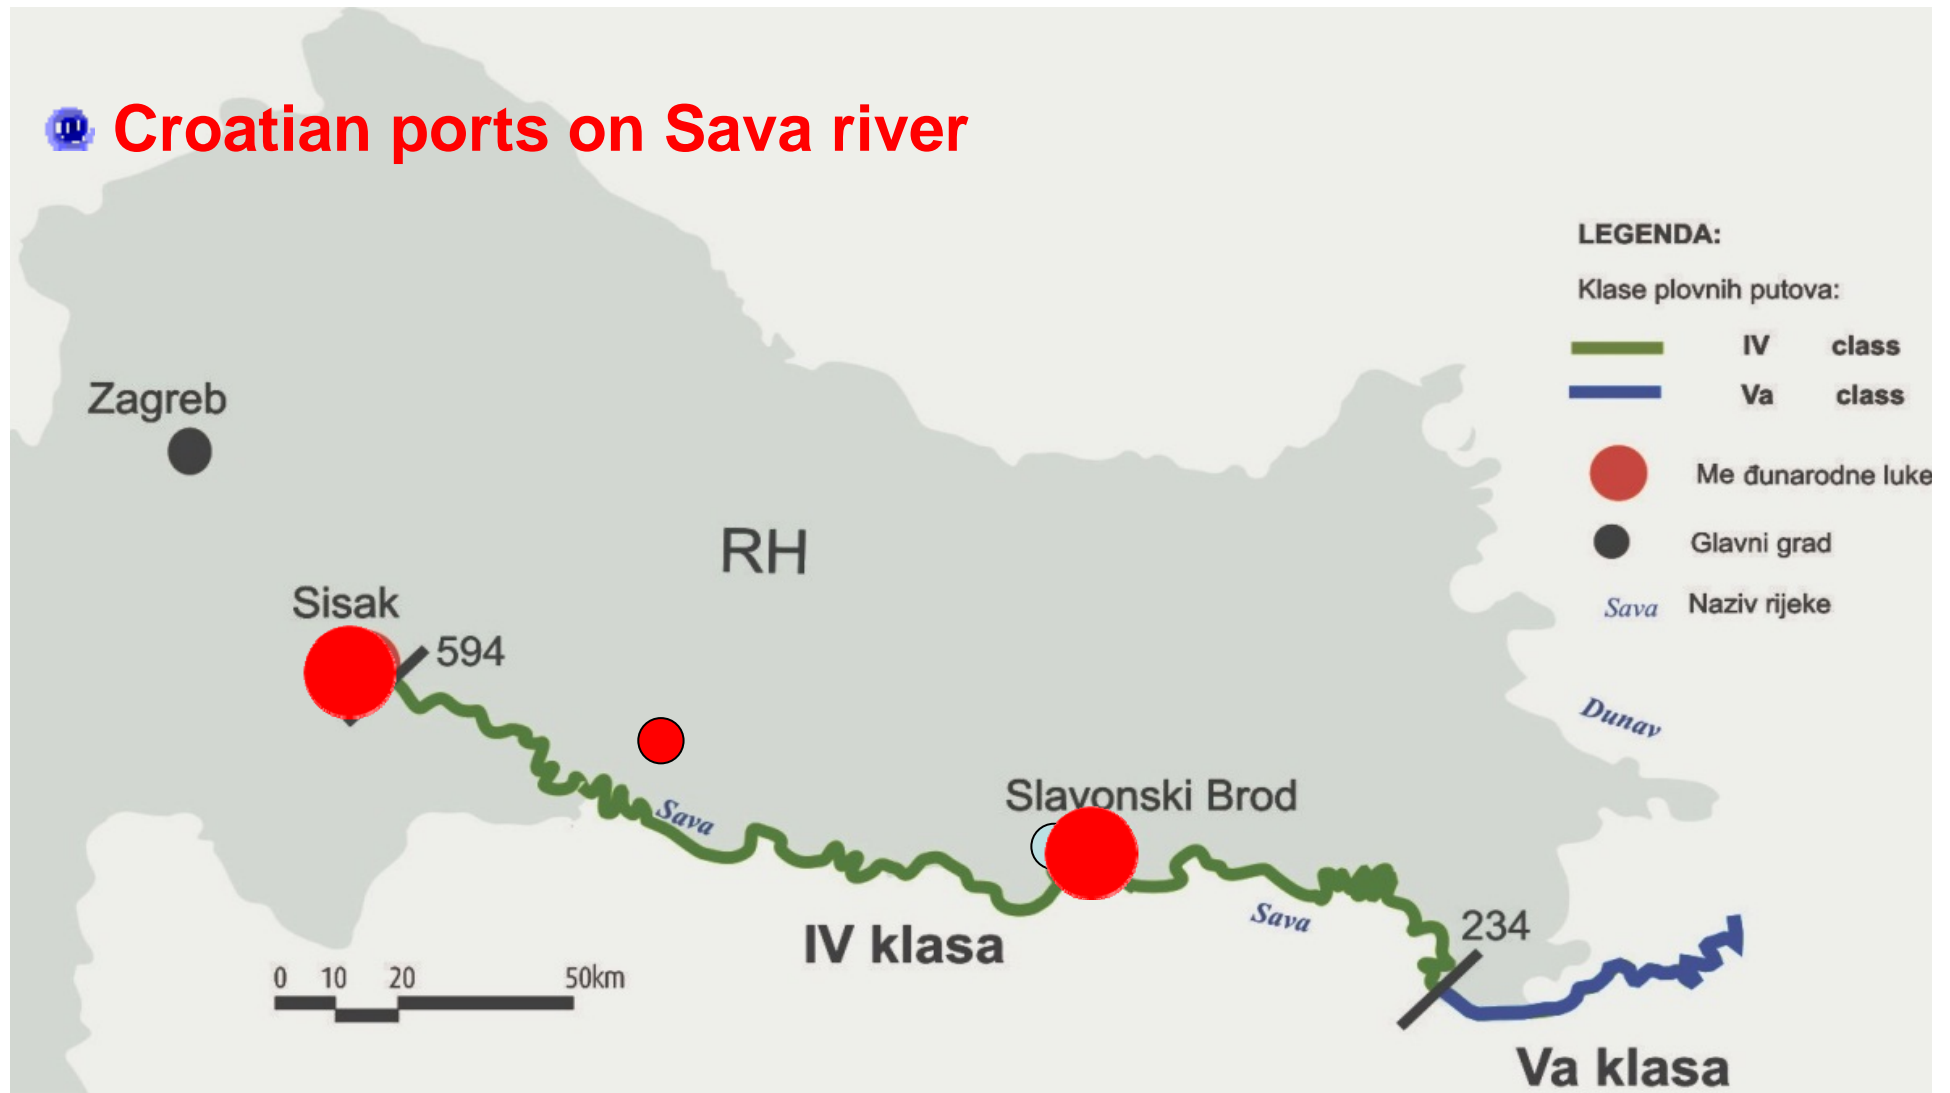 Croatian ports on Sava river
LEGENDA:
Klase plovnih putova:
IV class
Va class
Me đunarodne luke
Glavni grad
Sava Naziv rijeke
Zagreb
RH
Sisak
594
Dunav
Slavonski Brod
Sava
Sava
234
IV klasa
0 10 20 50km
Va klasa